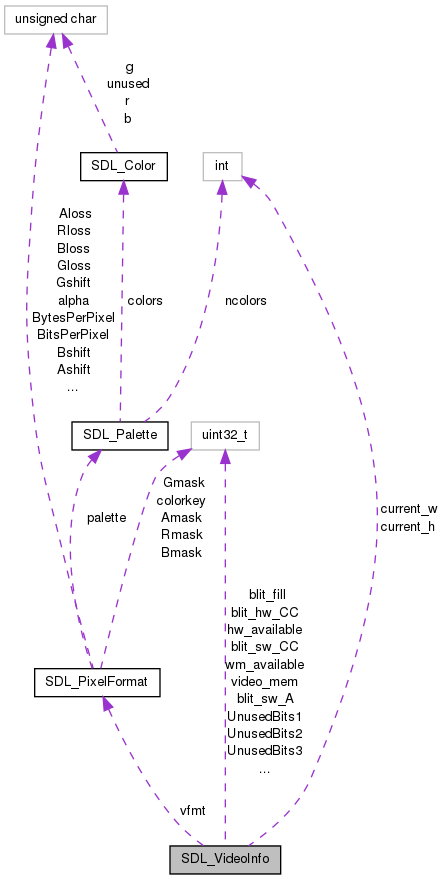 unsigned char
g
unused
r
b
SDL_Color
int
Aloss
Rloss
Bloss
Gloss
Gshift
alpha
BytesPerPixel
BitsPerPixel
Bshift
Ashift
...
colors
ncolors
SDL_Palette
uint32_t
palette
Gmask
colorkey
Amask
Rmask
Bmask
current_w
current_h
blit_fill
blit_hw_CC
hw_available
blit_sw_CC
wm_available
video_mem
blit_sw_A
UnusedBits1
UnusedBits2
UnusedBits3
...
SDL_PixelFormat
vfmt
SDL_VideoInfo